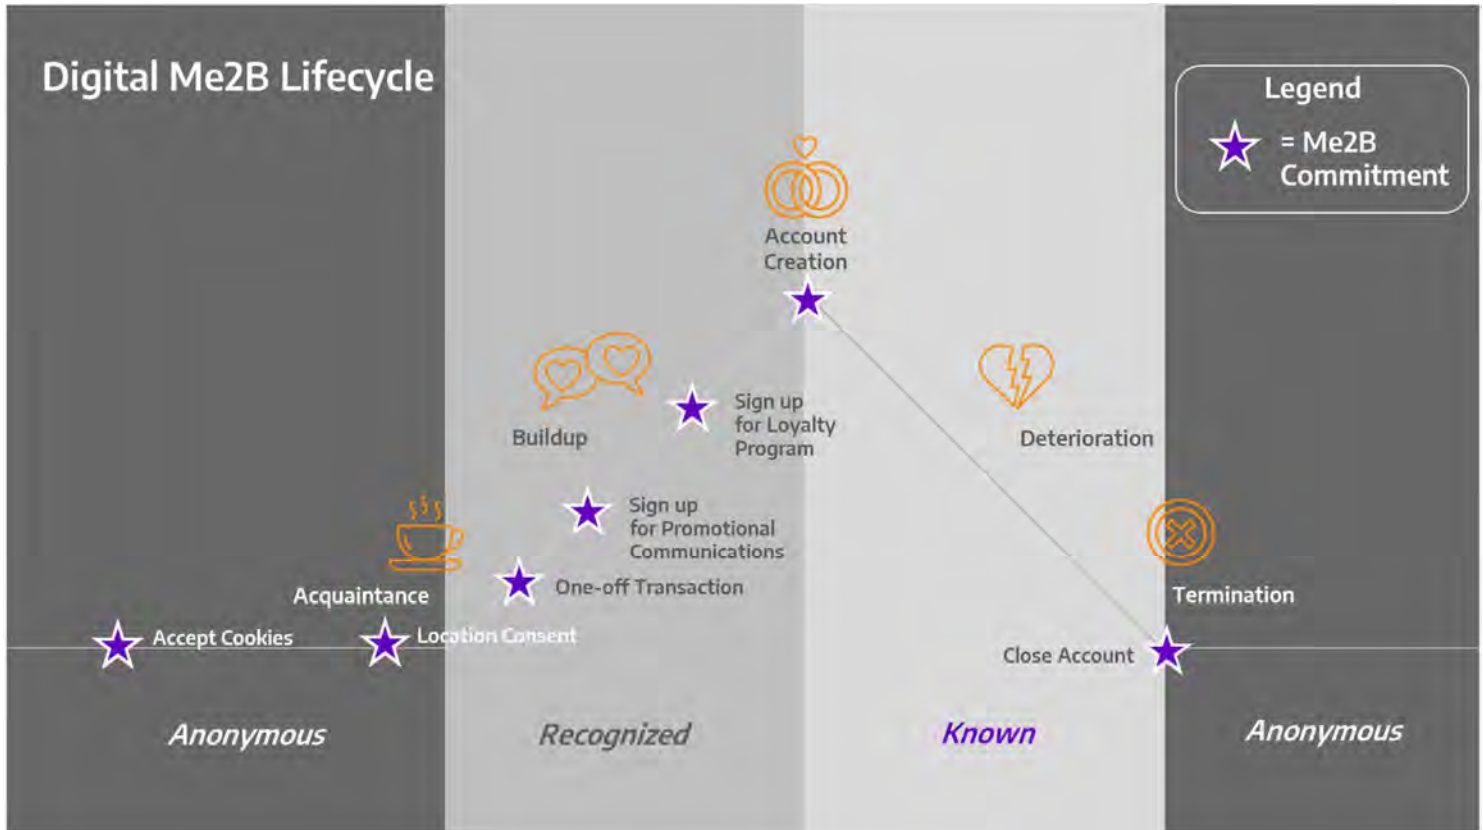 Digital Me2B Lifecycle
Legend
= Me2B
Commitment
Account
Creation
Buildup
Sign up
for Loyalty
Program
Deterioration
Sign up
for Promotional
Communications
One-off Transaction
Acquaintance
Termination
Accept Cookies
Location Consent
Close Account
Anonymous
Recognized
Known
Anonymous